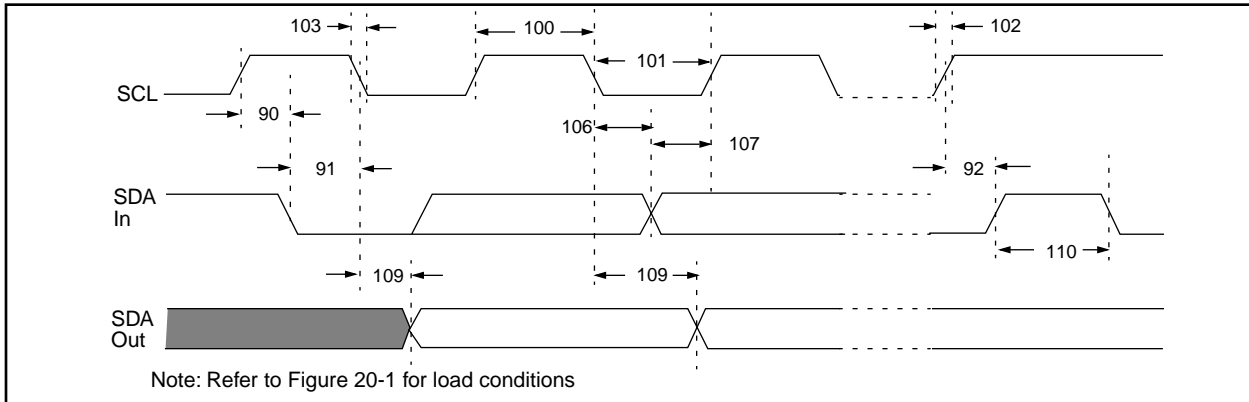 103
100
102
101
SCL
90
106
107
91
92
SDA
In
110
109
109
SDA
Out
Note: Refer to Figure 20-1 for load conditions